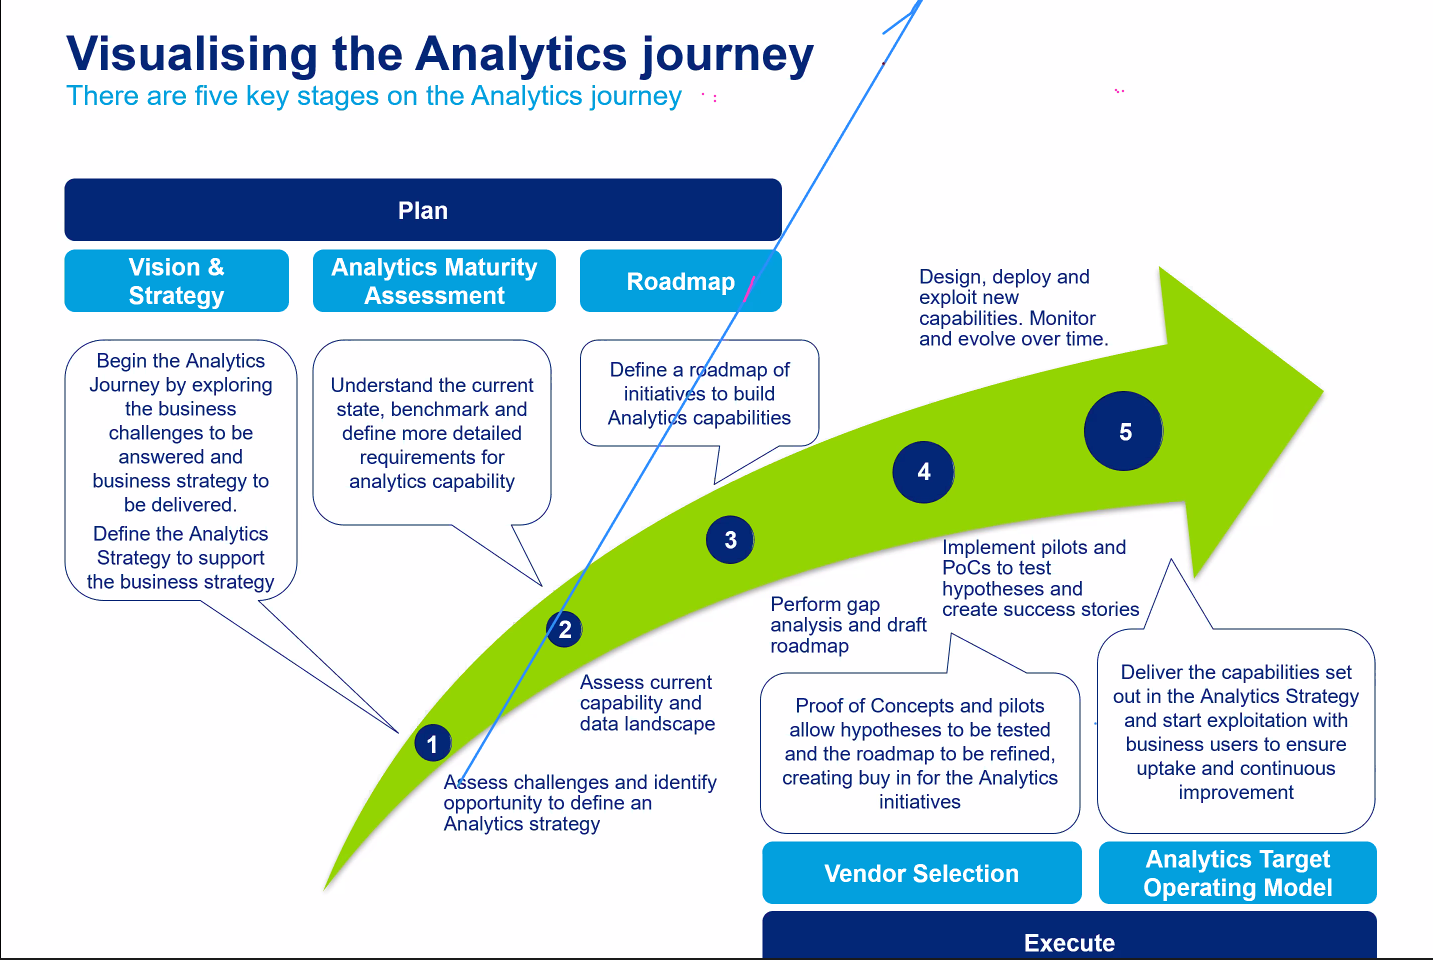 Visualising the Analytics journey
There are five key stages on the Analytics journey
Plan
Vision &
Strategy
Analytics Maturity
Assessment
Roadmap
Begin the Analytics
Journey by exploring
the business
challenges to be
answered and
business strategy to
be delivered.
Define the Analytics
Strategy to support
the business strategy
Understand the current
state, benchmark and
define more detailed
requirements for
analytics capability
Define a roadmap of
initiatives to build
Analytics capabilities
Design, deploy and
exploit new
capabilities. Monitor
and evolve over time.
5
4
3
2
1
Implement pilots and
PoCs to test
hypotheses and
create success stories
Perform gap
analysis and draft
roadmap
Assess current
capability and
data landscape
Assess challenges and identify
opportunity to define an
Analytics strategy
Proof of Concepts and pilots
allow hypotheses to be tested
and the roadmap to be refined,
creating buy in for the Analytics
initiatives
Deliver the capabilities set
out in the Analytics Strategy
and start exploitation with
business users to ensure
uptake and continuous
improvement
Vendor Selection
Analytics Target
Operating Model
Execute